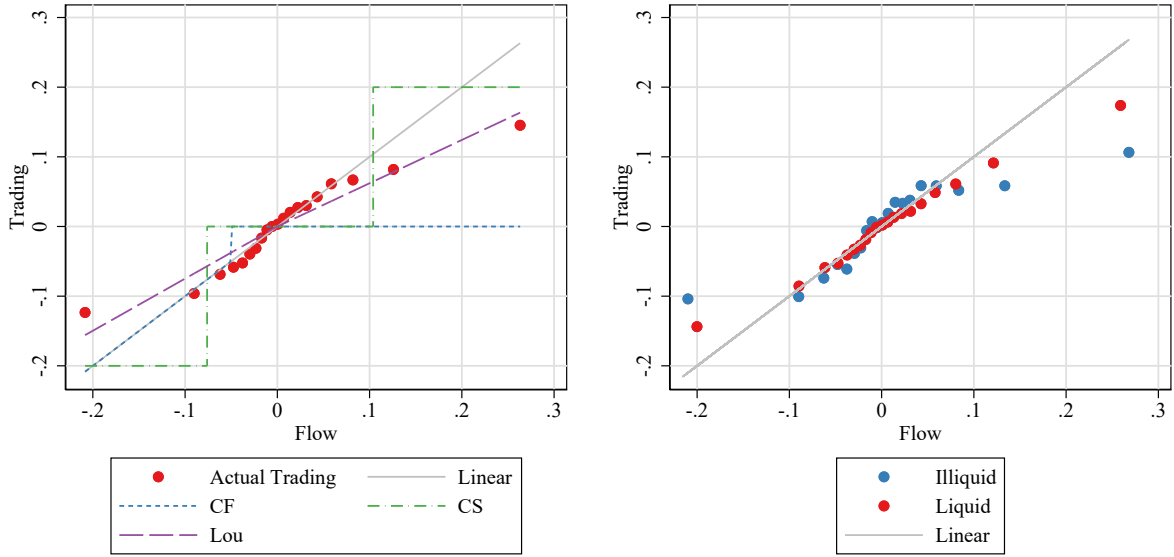 .3
.2
.1
0
-.1
-.2
Trading
-.2
-.1
0
.1
.2
.3
Flow
Actual Trading
Linear
CF
CS
Lou
.3
.2
.1
0
-.1
-.2
Trading
-.2
-.1
0
.1
.2
.3
Flow
Illiquid
Liquid
Linear